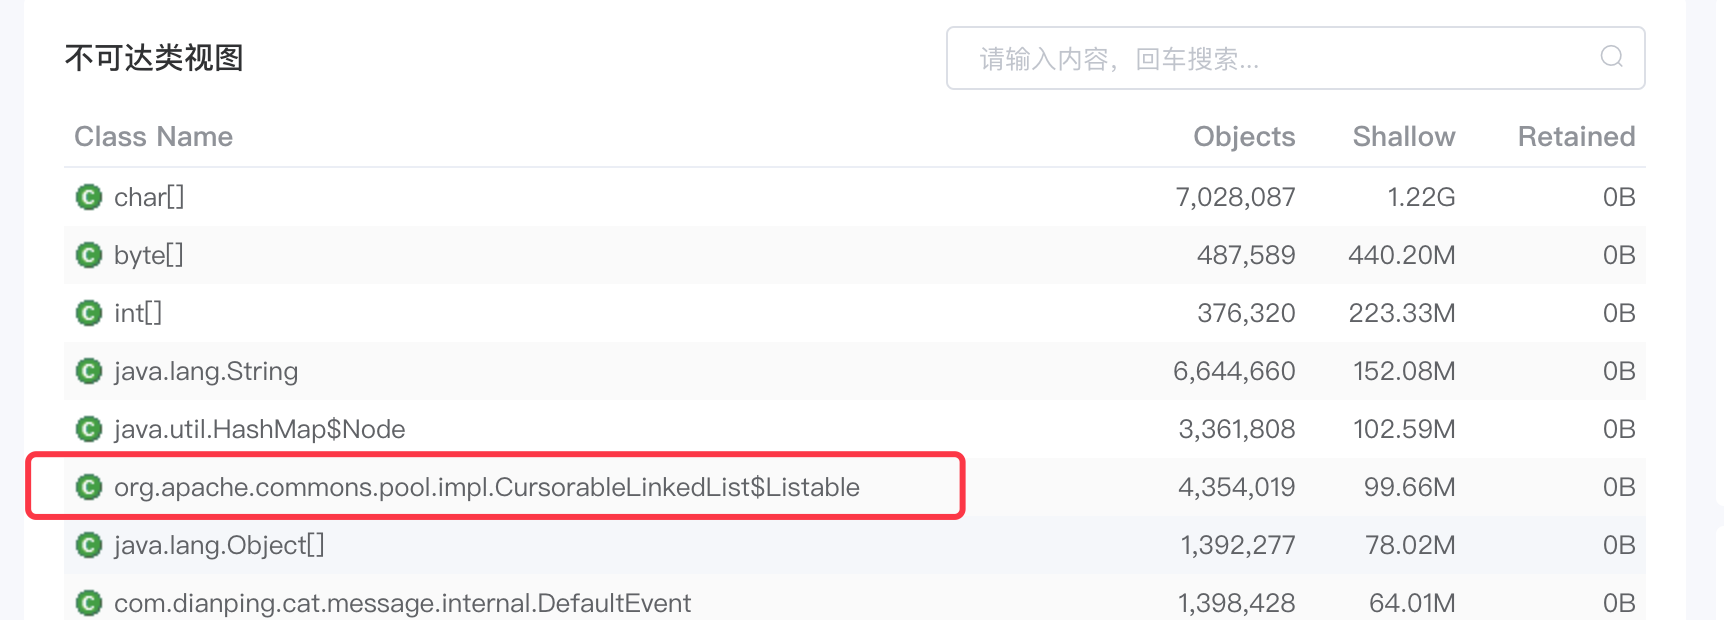 不可达类视图
请输入内容，回车搜索...
Class Name Objects Shallow Retained
char[] 7,028,087 1.22G 0B
byte[] 487,589 440.20M 0B
int[] 376,320 223.33M 0B
java.lang.String 6,644,660 152.08M 0B
java.util.HashMap$Node 3,361,808 102.59M 0B
org.apache.commons.pool.impl.CursorableLinkedList$Listable 4,354,019 99.66M 0B
java.lang.Object[] 1,392,277 78.02M 0B
com.dianping.cat.message.internal.DefaultEvent 1,398,428 64.01M 0B